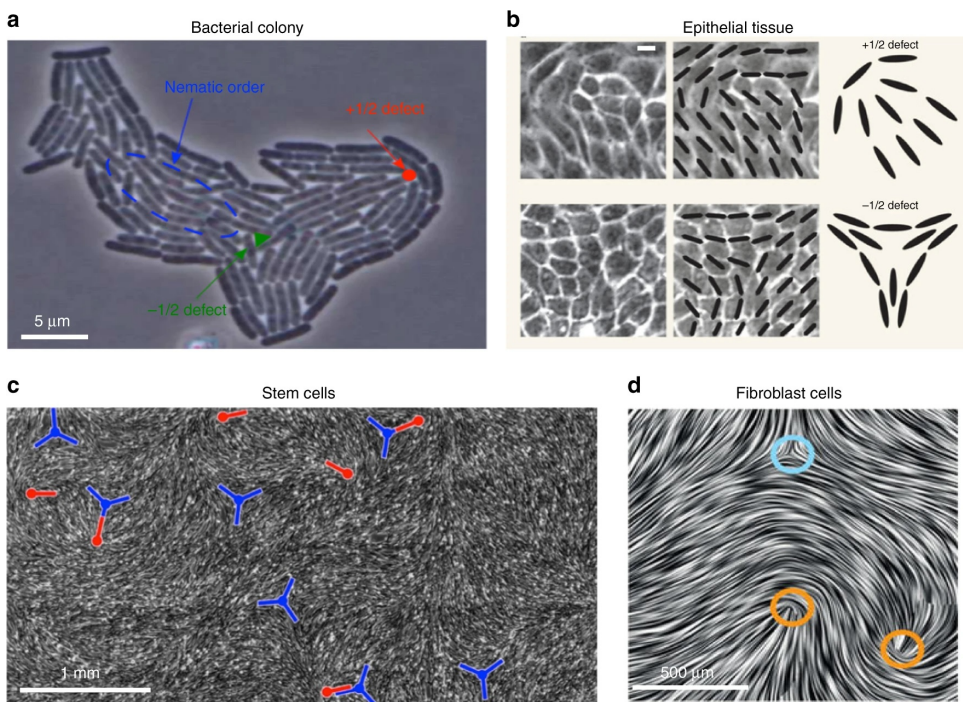 a
Bacterial colony
Nematic order
+1/2 defect
−1/2 defect
5 μm
b
Epithelial tissue
+1/2 defect
−1/2 defect
c
Stem cells
1 mm
d
Fibroblast cells
500 μm